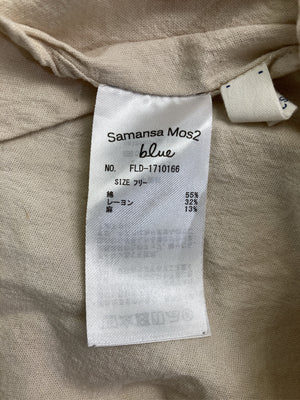 Samansa Mos2
blue
NO. FLD-1710166
SIZE フリー
綿 55%
レーヨン 32%
麻 13%